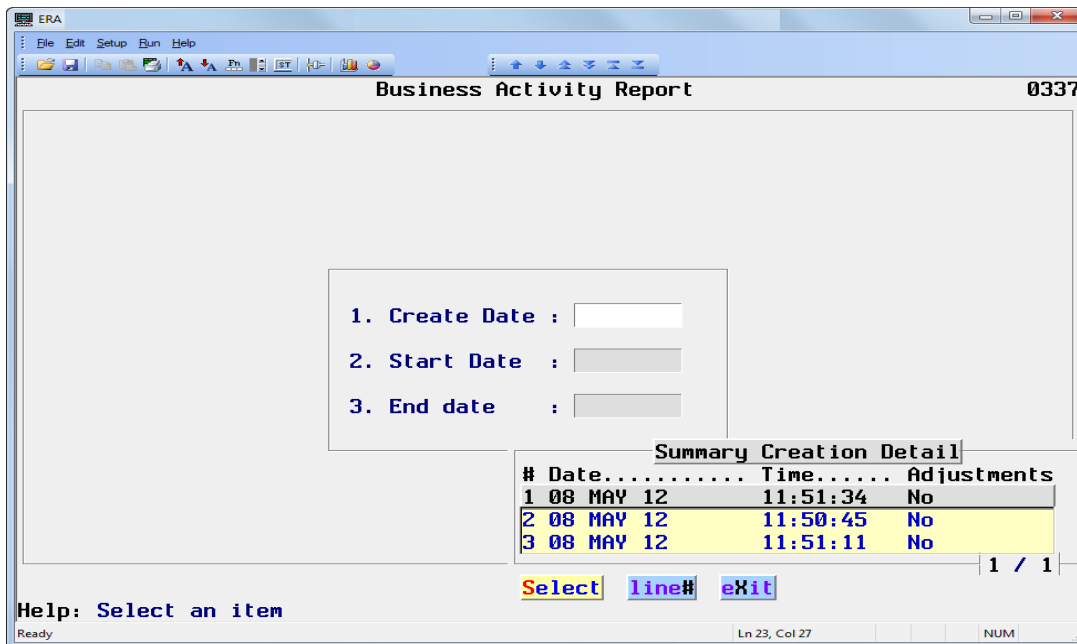 ERA
File Edit Setup Run Help
Business Activity Report 0337
1. Create Date :
2. Start Date :
3. End date :
Summary Creation Detail
# Date........... Time...... Adjustments
1 08 MAY 12 11:51:34 No
2 08 MAY 12 11:50:45 No
3 08 MAY 12 11:51:11 No
1 / 1
Select line# eXit
Help: Select an item
Ready Ln 23, Col 27 NUM